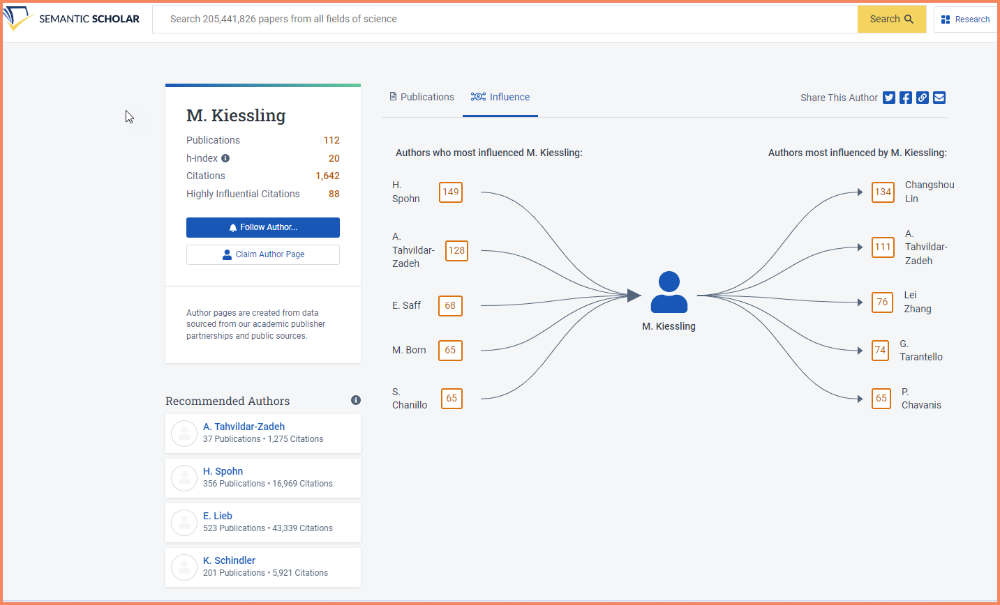 SEMANTIC SCHOLAR
Search 205,441,826 papers from all fields of science
Search
Research
M. Kiessling
Publications 112
h-index 20
Citations 1,642
Highly Influential Citations 88
Follow Author...
Claim Author Page
Author pages are created from data
sourced from our academic publisher
partnerships and public sources.
Recommended Authors
A. Tahvildar-Zadeh
37 Publications • 1,275 Citations
H. Spohn
356 Publications • 16,969 Citations
E. Lieb
523 Publications • 43,339 Citations
K. Schindler
201 Publications • 5,921 Citations
Publications
Influence
Share This Author
Authors who most influenced M. Kiessling:
H.
Spohn
149
A.
Tahvildar-
Zadeh
128
E. Saff
68
M. Born
65
S.
Chanillo
65
M. Kiessling
Authors most influenced by M. Kiessling:
134
Changshou
Lin
111
A.
Tahvildar-
Zadeh
76
Lei
Zhang
74
G.
Tarantello
65
P.
Chavanis